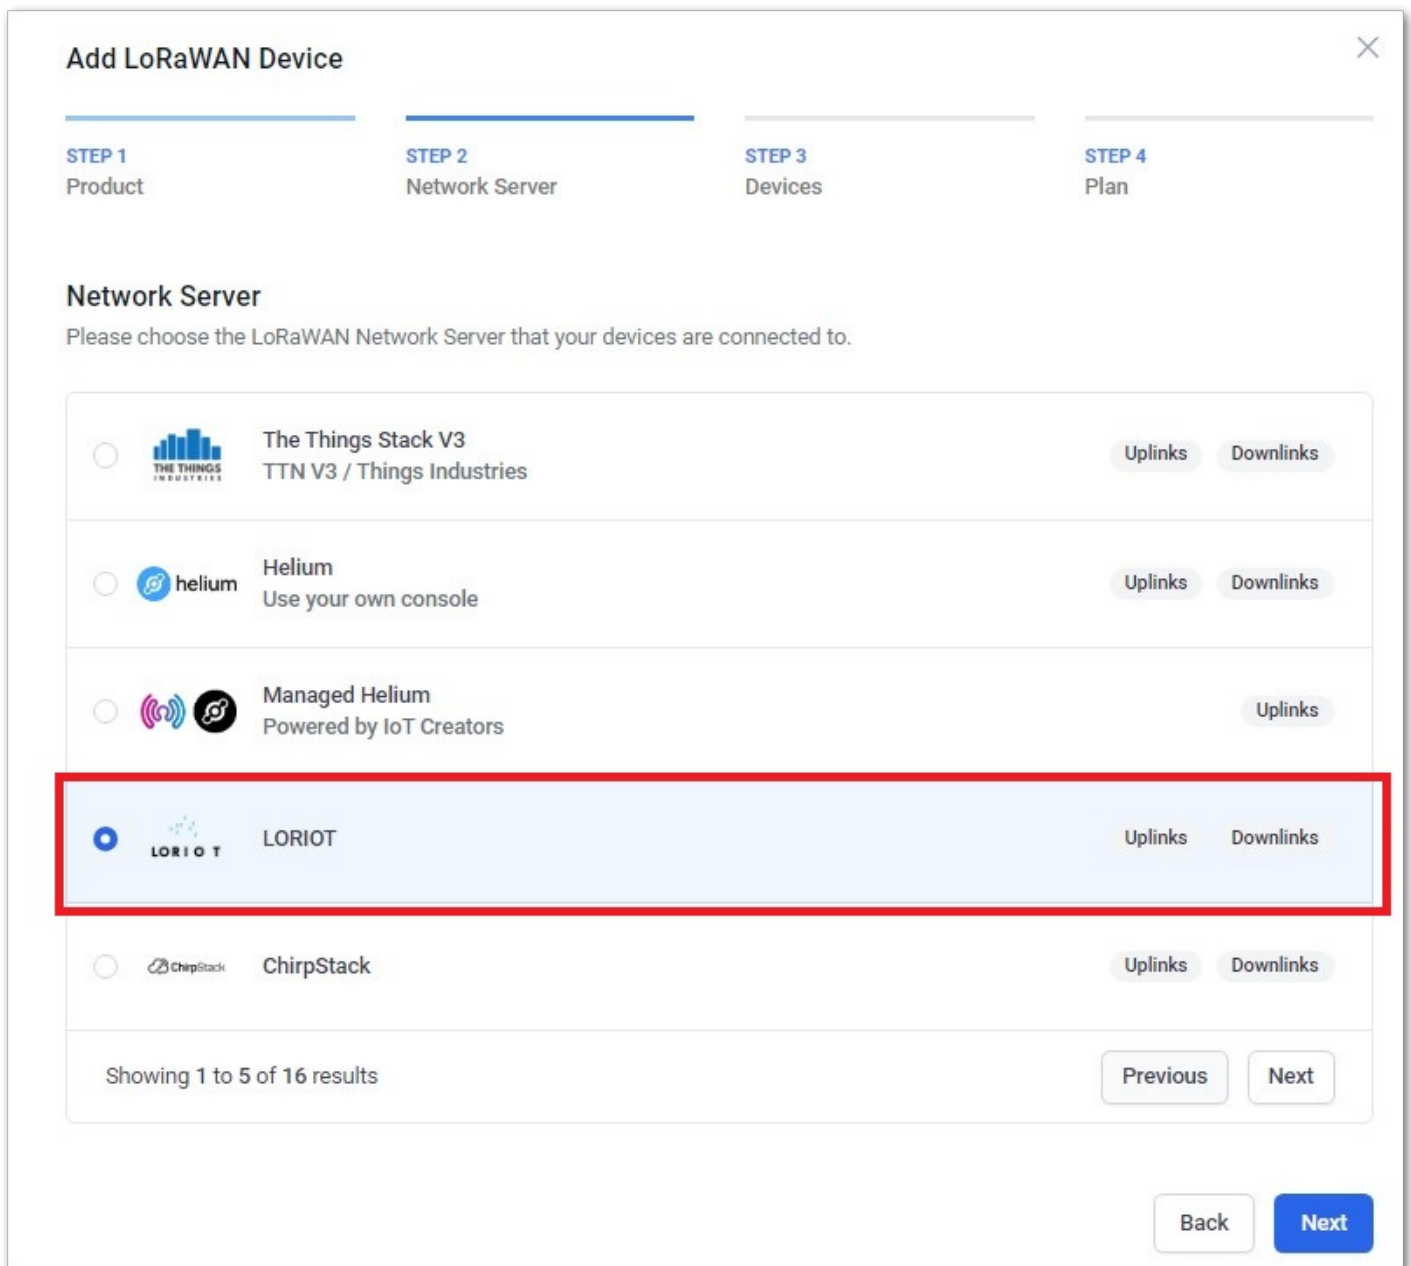 Add LoRaWAN Device
STEP 1
Product
STEP 2
Network Server
STEP 3
Devices
STEP 4
Plan
Network Server
Please choose the LoRaWAN Network Server that your devices are connected to.
THE THINGS
INDUSTRIES
The Things Stack V3
TTN V3 / Things Industries
Uplinks Downlinks
helium
Helium
Use your own console
Uplinks Downlinks
Managed Helium
Powered by IoT Creators
Uplinks
LORIOT
LORIOT
Uplinks Downlinks
ChirpStack
ChirpStack
Uplinks Downlinks
Showing 1 to 5 of 16 results
Previous Next
Back Next